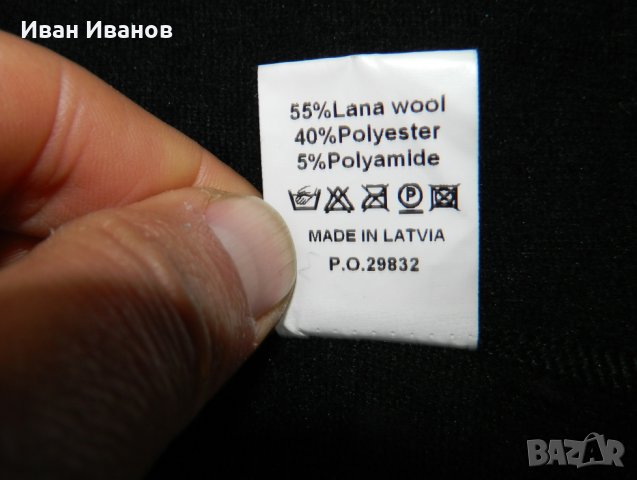 Иван Иванов
55%Lana wool
40%Polyester
5%Polyamide
P
MADE IN LATVIA
P.O.29832
BAZAR